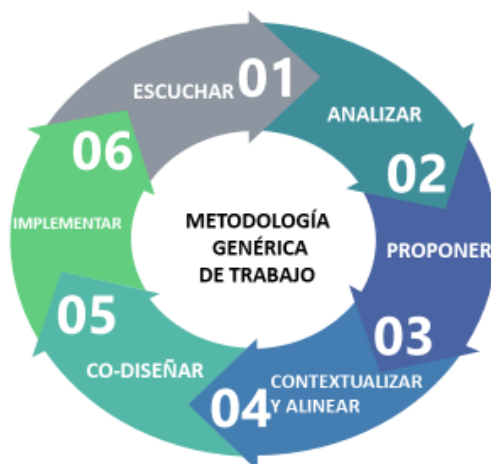 ESCUCHAR 01
ANALIZAR
02
PROPONER
03
CONTEXTUALIZAR
Y ALINEAR
04
CO-DISEÑAR
05
IMPLEMENTAR
06
METODOLOGÍA
GENÉRICA
DE TRABAJO